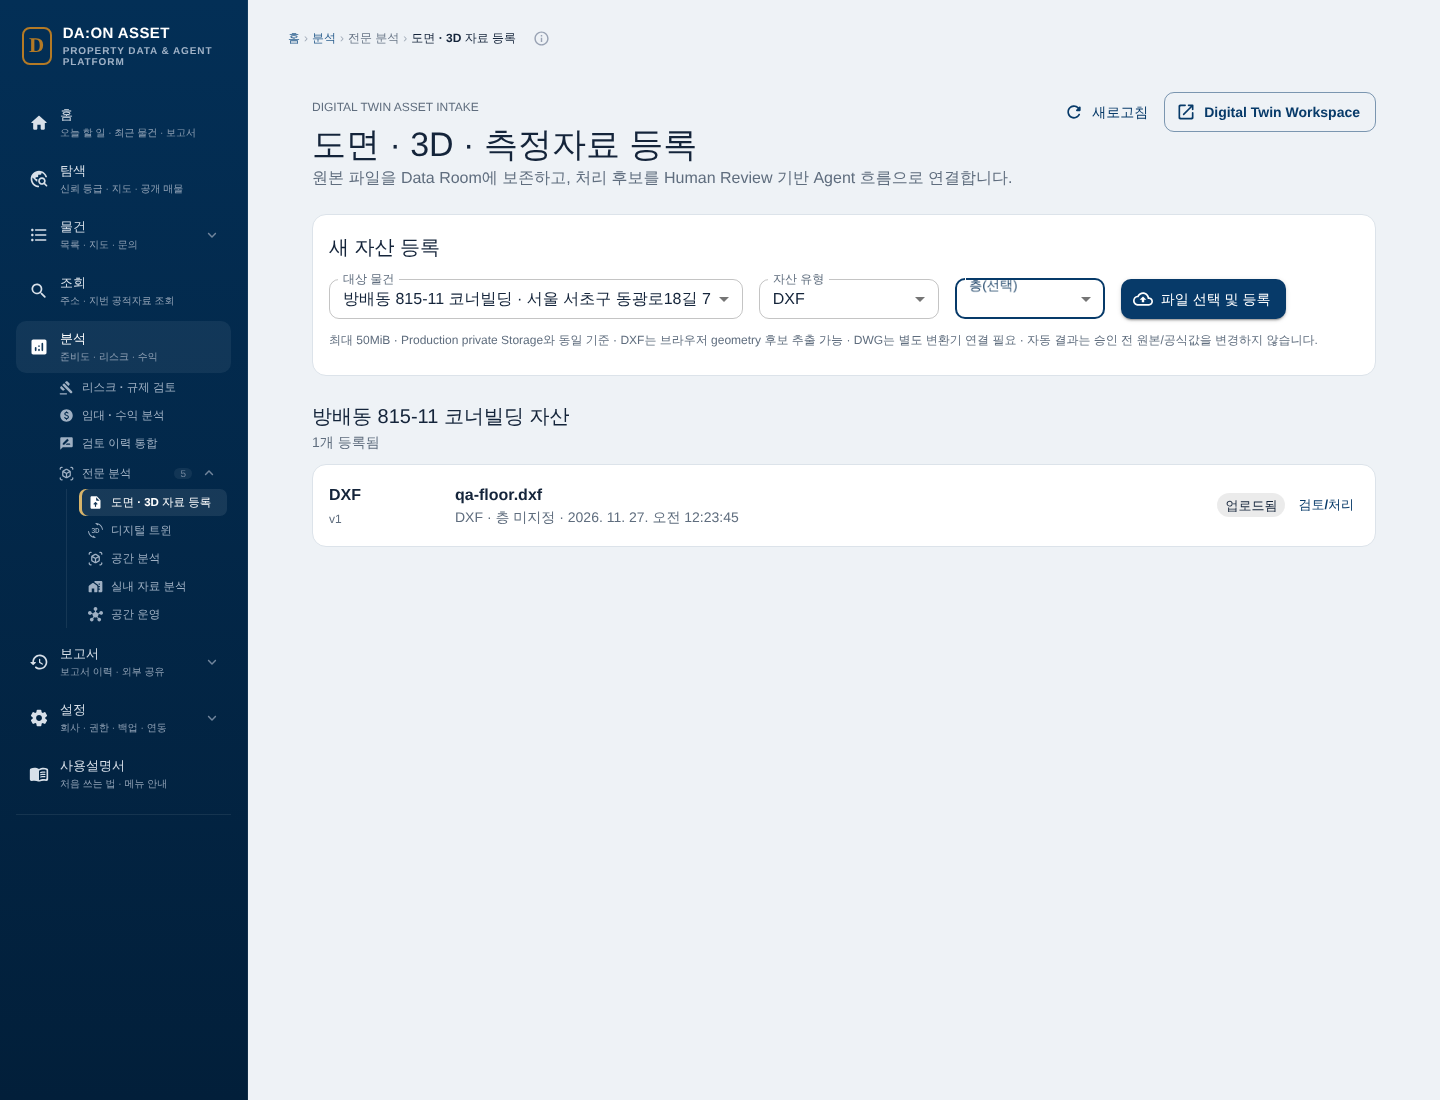 D
DA:ON ASSET
PROPERTY DATA & AGENT
PLATFORM
홈
오늘 할 일 · 최근 물건 · 보고서
탐색
신뢰 등급 · 지도 · 공개 매물
물건
목록 · 지도 · 문의
조회
주소 · 지번 공적자료 조회
분석
준비도 · 리스크 · 수익
리스크 · 규제 검토
임대 · 수익 분석
검토 이력 통합
전문 분석 5
도면 · 3D 자료 등록
디지털 트윈
공간 분석
실내 자료 분석
공간 운영
보고서
보고서 이력 · 외부 공유
설정
회사 · 권한 · 백업 · 연동
사용설명서
처음 쓰는 법 · 메뉴 안내
홈 › 분석 › 전문 분석 › 도면 · 3D 자료 등록
DIGITAL TWIN ASSET INTAKE
새로고침
Digital Twin Workspace
도면 · 3D · 측정자료 등록
원본 파일을 Data Room에 보존하고, 처리 후보를 Human Review 기반 Agent 흐름으로 연결합니다.
새 자산 등록
대상 물건
방배동 815-11 코너빌딩 · 서울 서초구 동광로18길 7
자산 유형
DXF
층(선택)
파일 선택 및 등록
최대 50MiB · Production private Storage와 동일 기준 · DXF는 브라우저 geometry 후보 추출 가능 · DWG는 별도 변환기 연결 필요 · 자동 결과는 승인 전 원본/공식값을 변경하지 않습니다.
방배동 815-11 코너빌딩 자산
1개 등록됨
DXF
v1
qa-floor.dxf
DXF · 층 미지정 · 2026. 11. 27. 오전 12:23:45
업로드됨
검토/처리